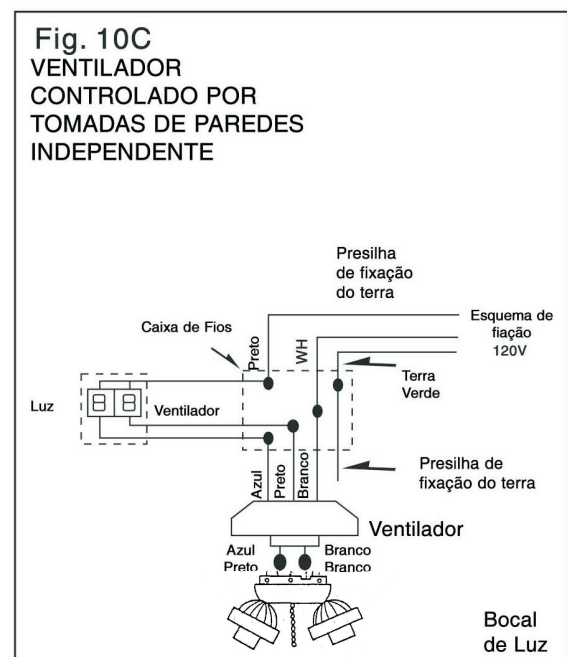 Fig. 10C
VENTILADOR
CONTROLADO POR
TOMADAS DE PAREDES
INDEPENDENTE
Presilha
de fixação
do terra
Esquema de
fiação
120V
Caixa de Fios
Preto
WH
Terra
Verde
Luz
Ventilador
Azul
Preto
Branco
Presilha de
fixação do terra
Ventilador
Azul
Preto
Branco
Branco
Bocal
de Luz